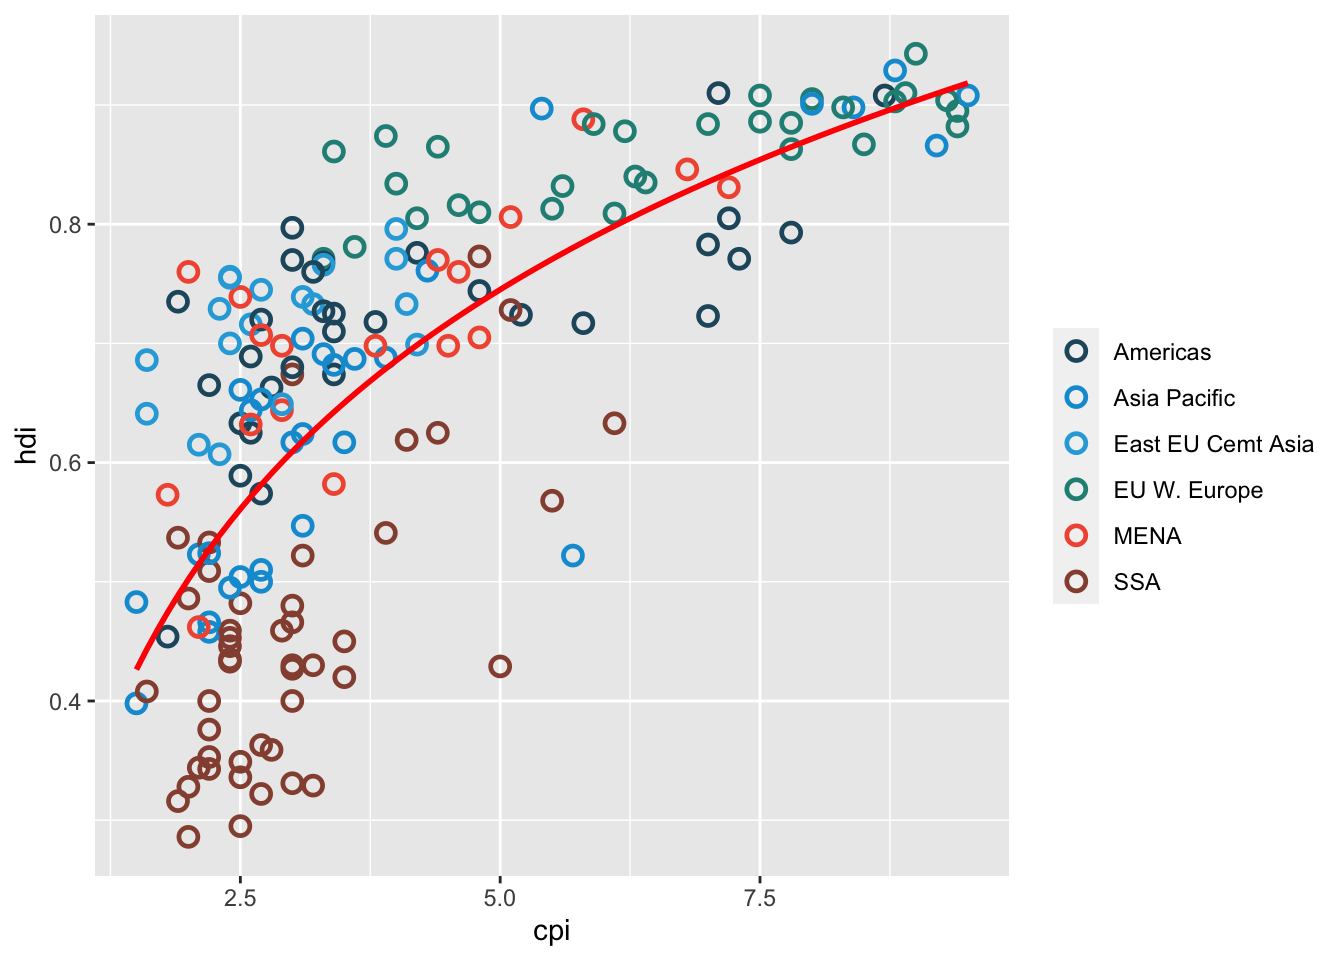 hdi
0.8
0.6
0.4
2.5
5.0
7.5
cpi
Americas
Asia Pacific
East EU Cemt Asia
EU W. Europe
MENA
SSA